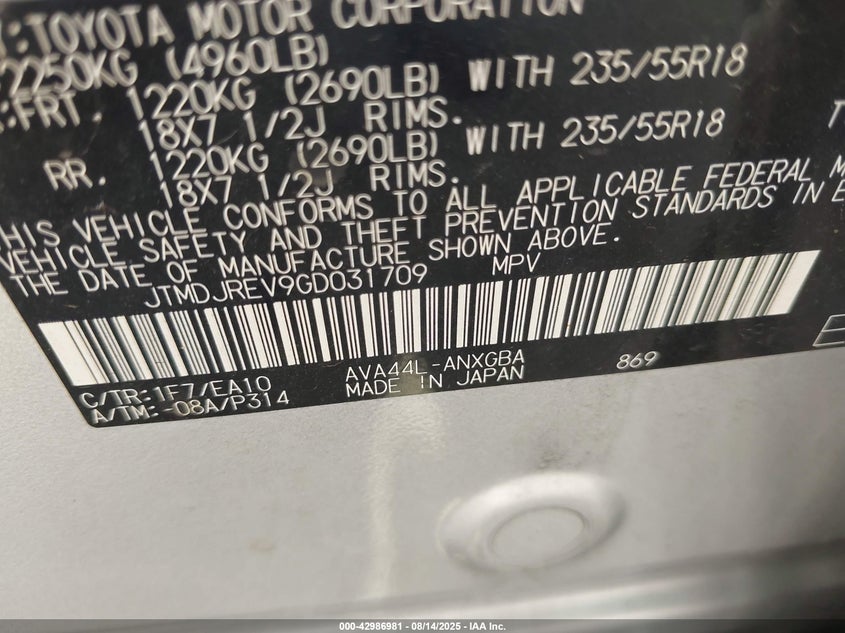 :TOYOTA MOTOR CORPORATION
2250KG (4960LB)
:FRT. 1220KG (2690LB) WITH 235/55R18
18X7 1/2J RIMS.
RR. 1220KG (2690LB) WITH 235/55R18
18X7 1/2J RIMS.
THIS VEHICLE CONFORMS TO ALL APPLICABLE FEDERAL M
VEHICLE SAFETY AND THEFT PREVENTION STANDARDS IN E
THE DATE OF MANUFACTURE SHOWN ABOVE.
JTMDJREV9GD031709 MPV
C/TR:1F7/EA10 AVA44L-ANXGBA 869
A/TM:-08A/P314 MADE IN JAPAN
000-42986981 - 08/14/2025 - IAA Inc.